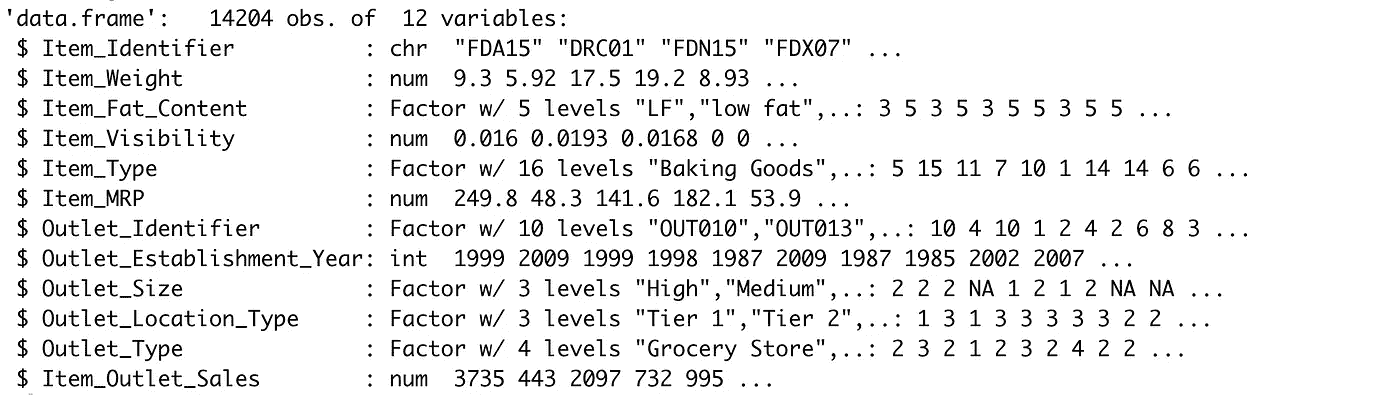 'data.frame':   14204 obs. of  12 variables:
 $ Item_Identifier          : chr  "FDA15" "DRC01" "FDN15" "FDX07" ...
 $ Item_Weight              : num  9.3 5.92 17.5 19.2 8.93 ...
 $ Item_Fat_Content         : Factor w/ 5 levels "LF","low fat",..: 3 5 3 5 3 5 5 3 5 5 ...
 $ Item_Visibility          : num  0.016 0.0193 0.0168 0 0 ...
 $ Item_Type                : Factor w/ 16 levels "Baking Goods",..: 5 15 11 7 10 1 14 14 6 6 ...
 $ Item_MRP                 : num  249.8 48.3 141.6 182.1 53.9 ...
 $ Outlet_Identifier        : Factor w/ 10 levels "OUT010","OUT013",..: 10 4 10 1 2 4 2 6 8 3 ...
 $ Outlet_Establishment_Year: int  1999 2009 1999 1998 1987 2009 1987 1985 2002 2007 ...
 $ Outlet_Size              : Factor w/ 3 levels "High","Medium",..: 2 2 2 NA 1 2 1 2 NA NA ...
 $ Outlet_Location_Type     : Factor w/ 3 levels "Tier 1","Tier 2",..: 1 3 1 3 3 3 3 3 2 2 ...
 $ Outlet_Type              : Factor w/ 4 levels "Grocery Store",..: 2 3 2 1 2 3 2 4 2 2 ...
 $ Item_Outlet_Sales        : num  3735 443 2097 732 995 ...